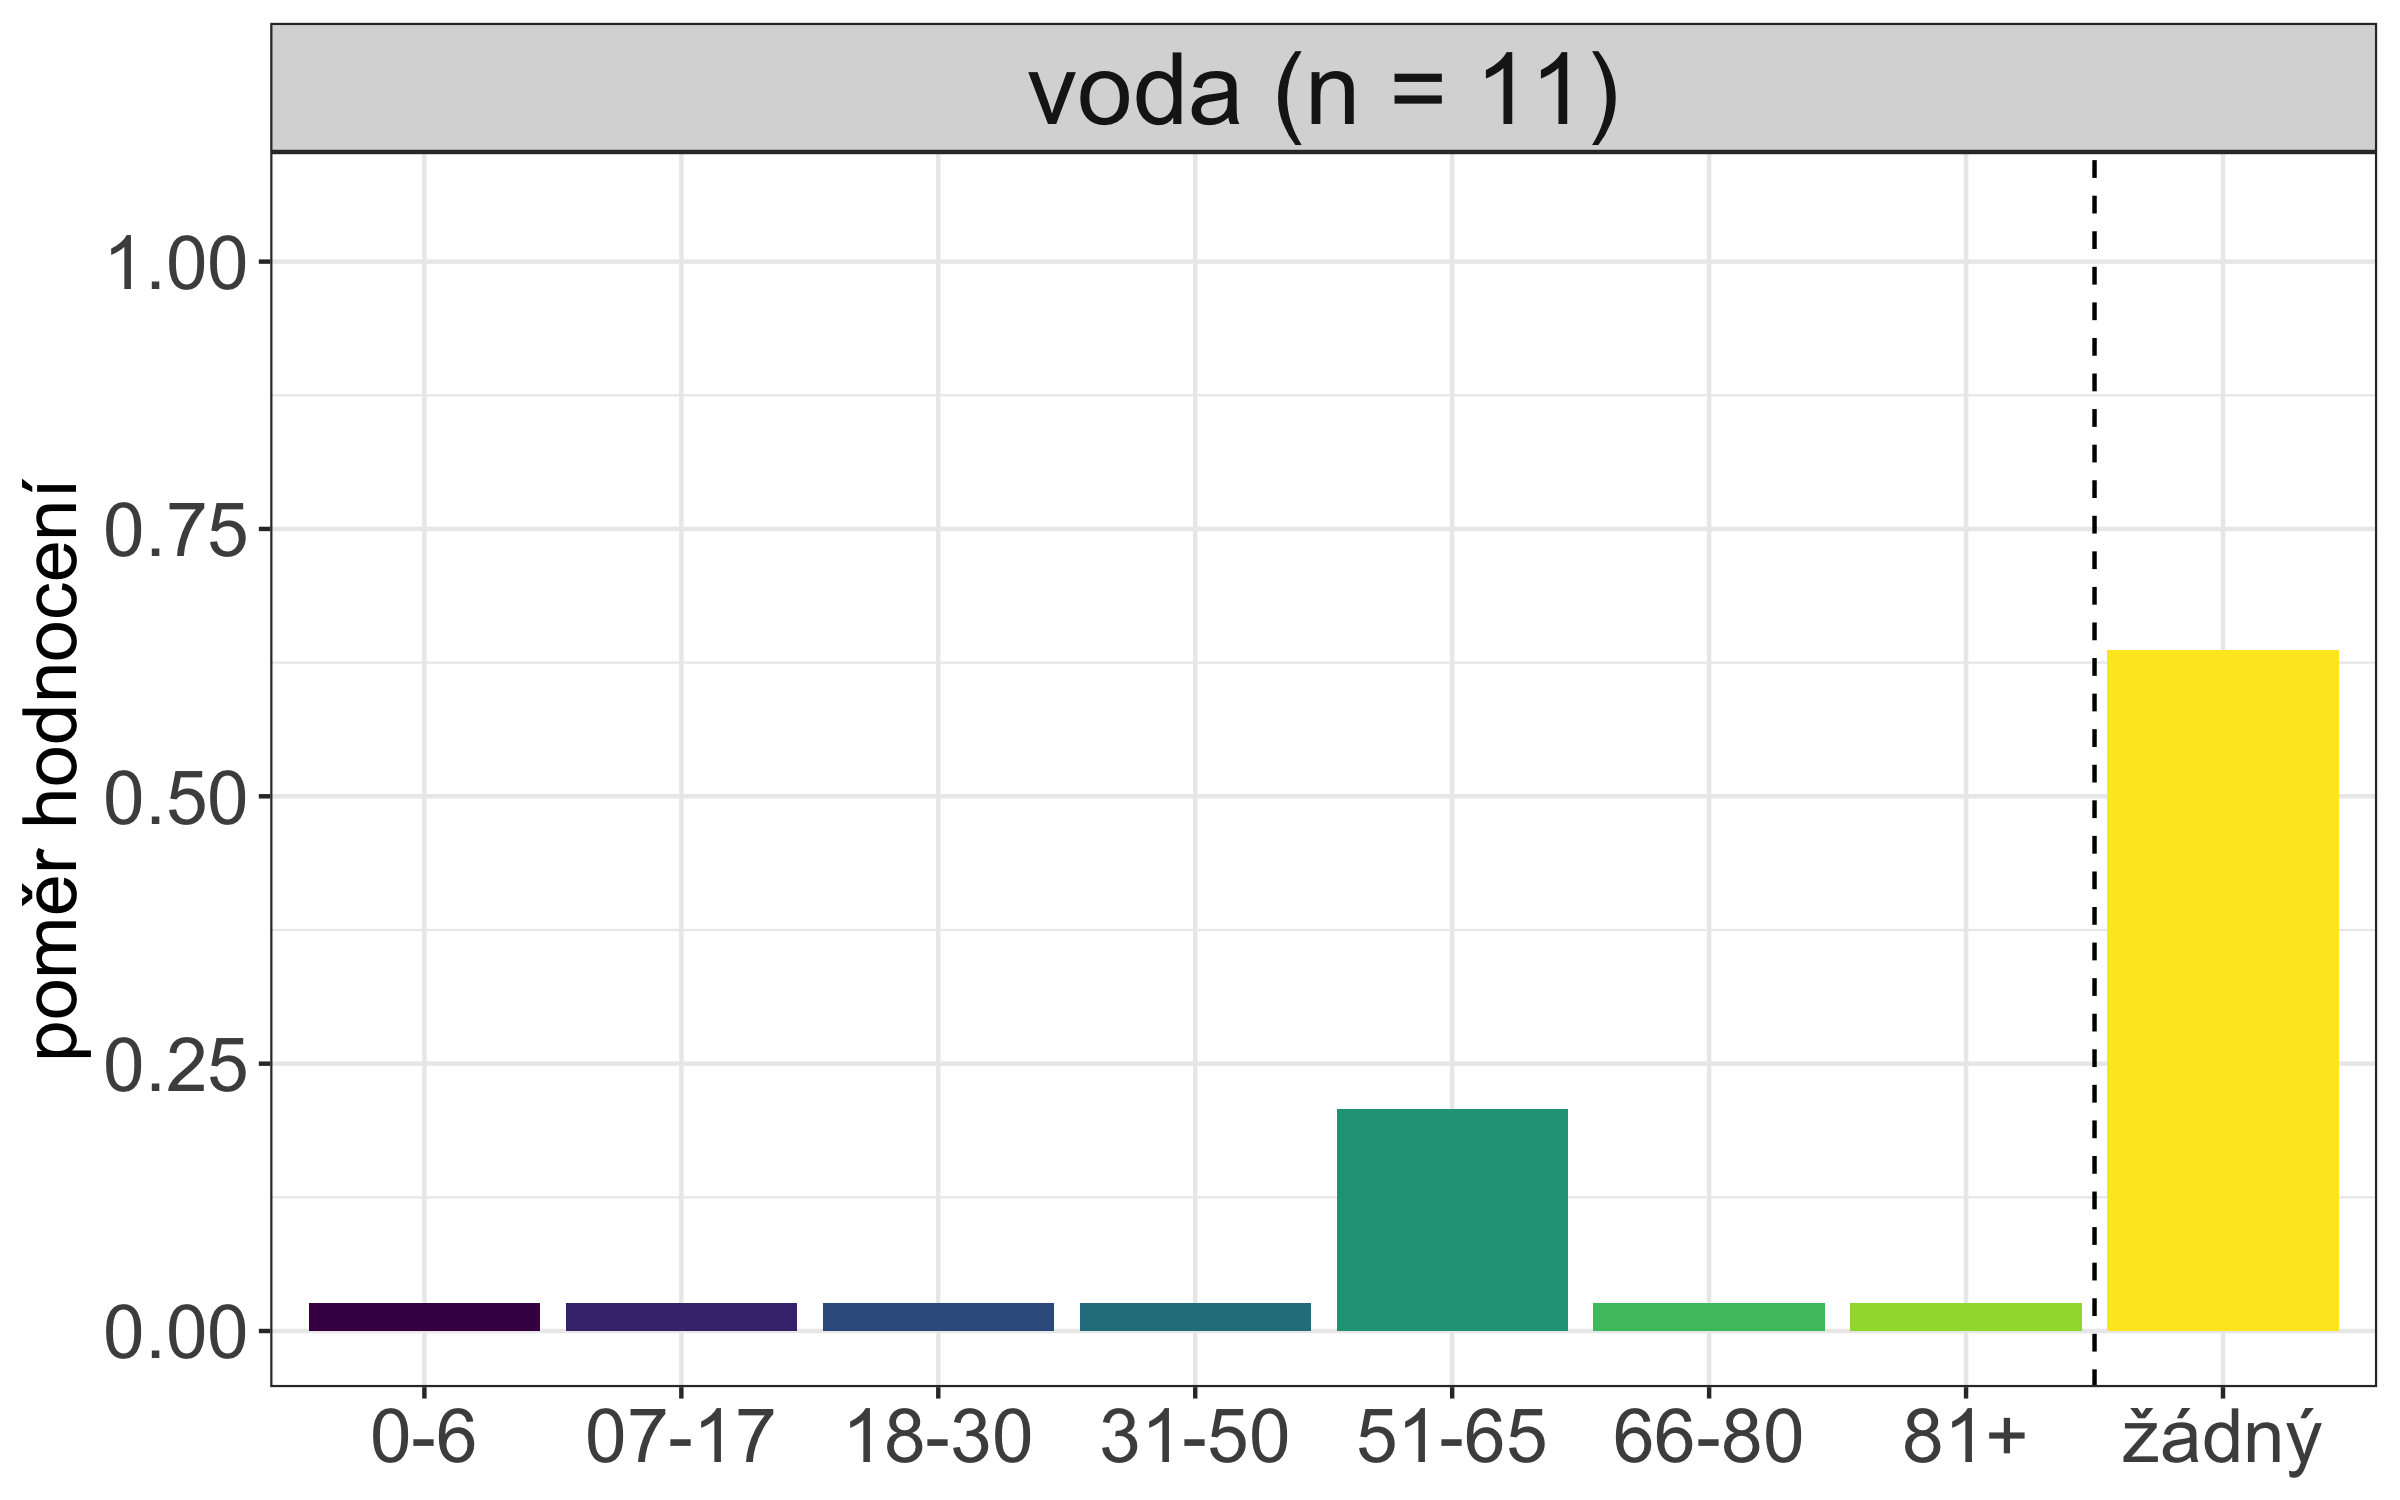 voda (n = 11)
poměr hodnocení
1.00
0.75
0.50
0.25
0.00
0-6 07-17 18-30 31-50 51-65 66-80 81+ žádný